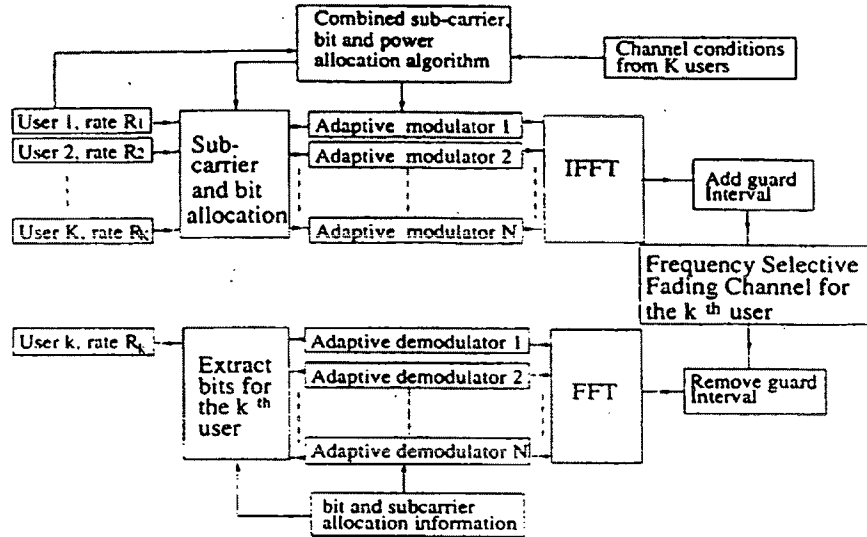 Combined sub-carrier,
bit and power
allocation algorithm
Channel conditions
from K users
User 1, rate R1
User 2, rate R2
User K, rate Rk
Sub-
carrier
and bit
allocation
Adaptive modulator 1
Adaptive modulator 2
Adaptive modulator N
IFFT
Add guard
Interval
Frequency Selective
Fading Channel for
the k th user
User k, rate Rk
Extract
bits for
the k th
user
Adaptive demodulator 1
Adaptive demodulator 2
Adaptive demodulator N
FFT
Remove guard
Interval
bit and subcarrier
allocation information